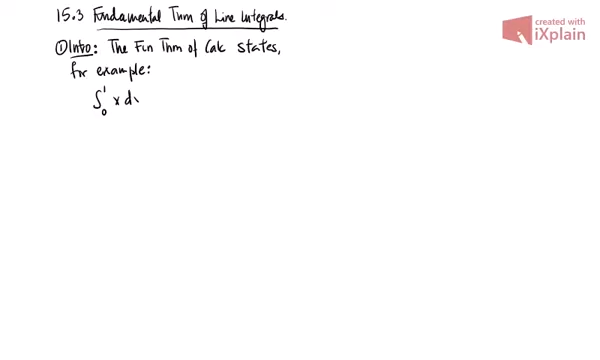 15.3 Fundamental Thm of Line Integrals.
① Intro: The Fun Thm of Calc states,
for example:
∫₀¹ x dx
created with
iXplain